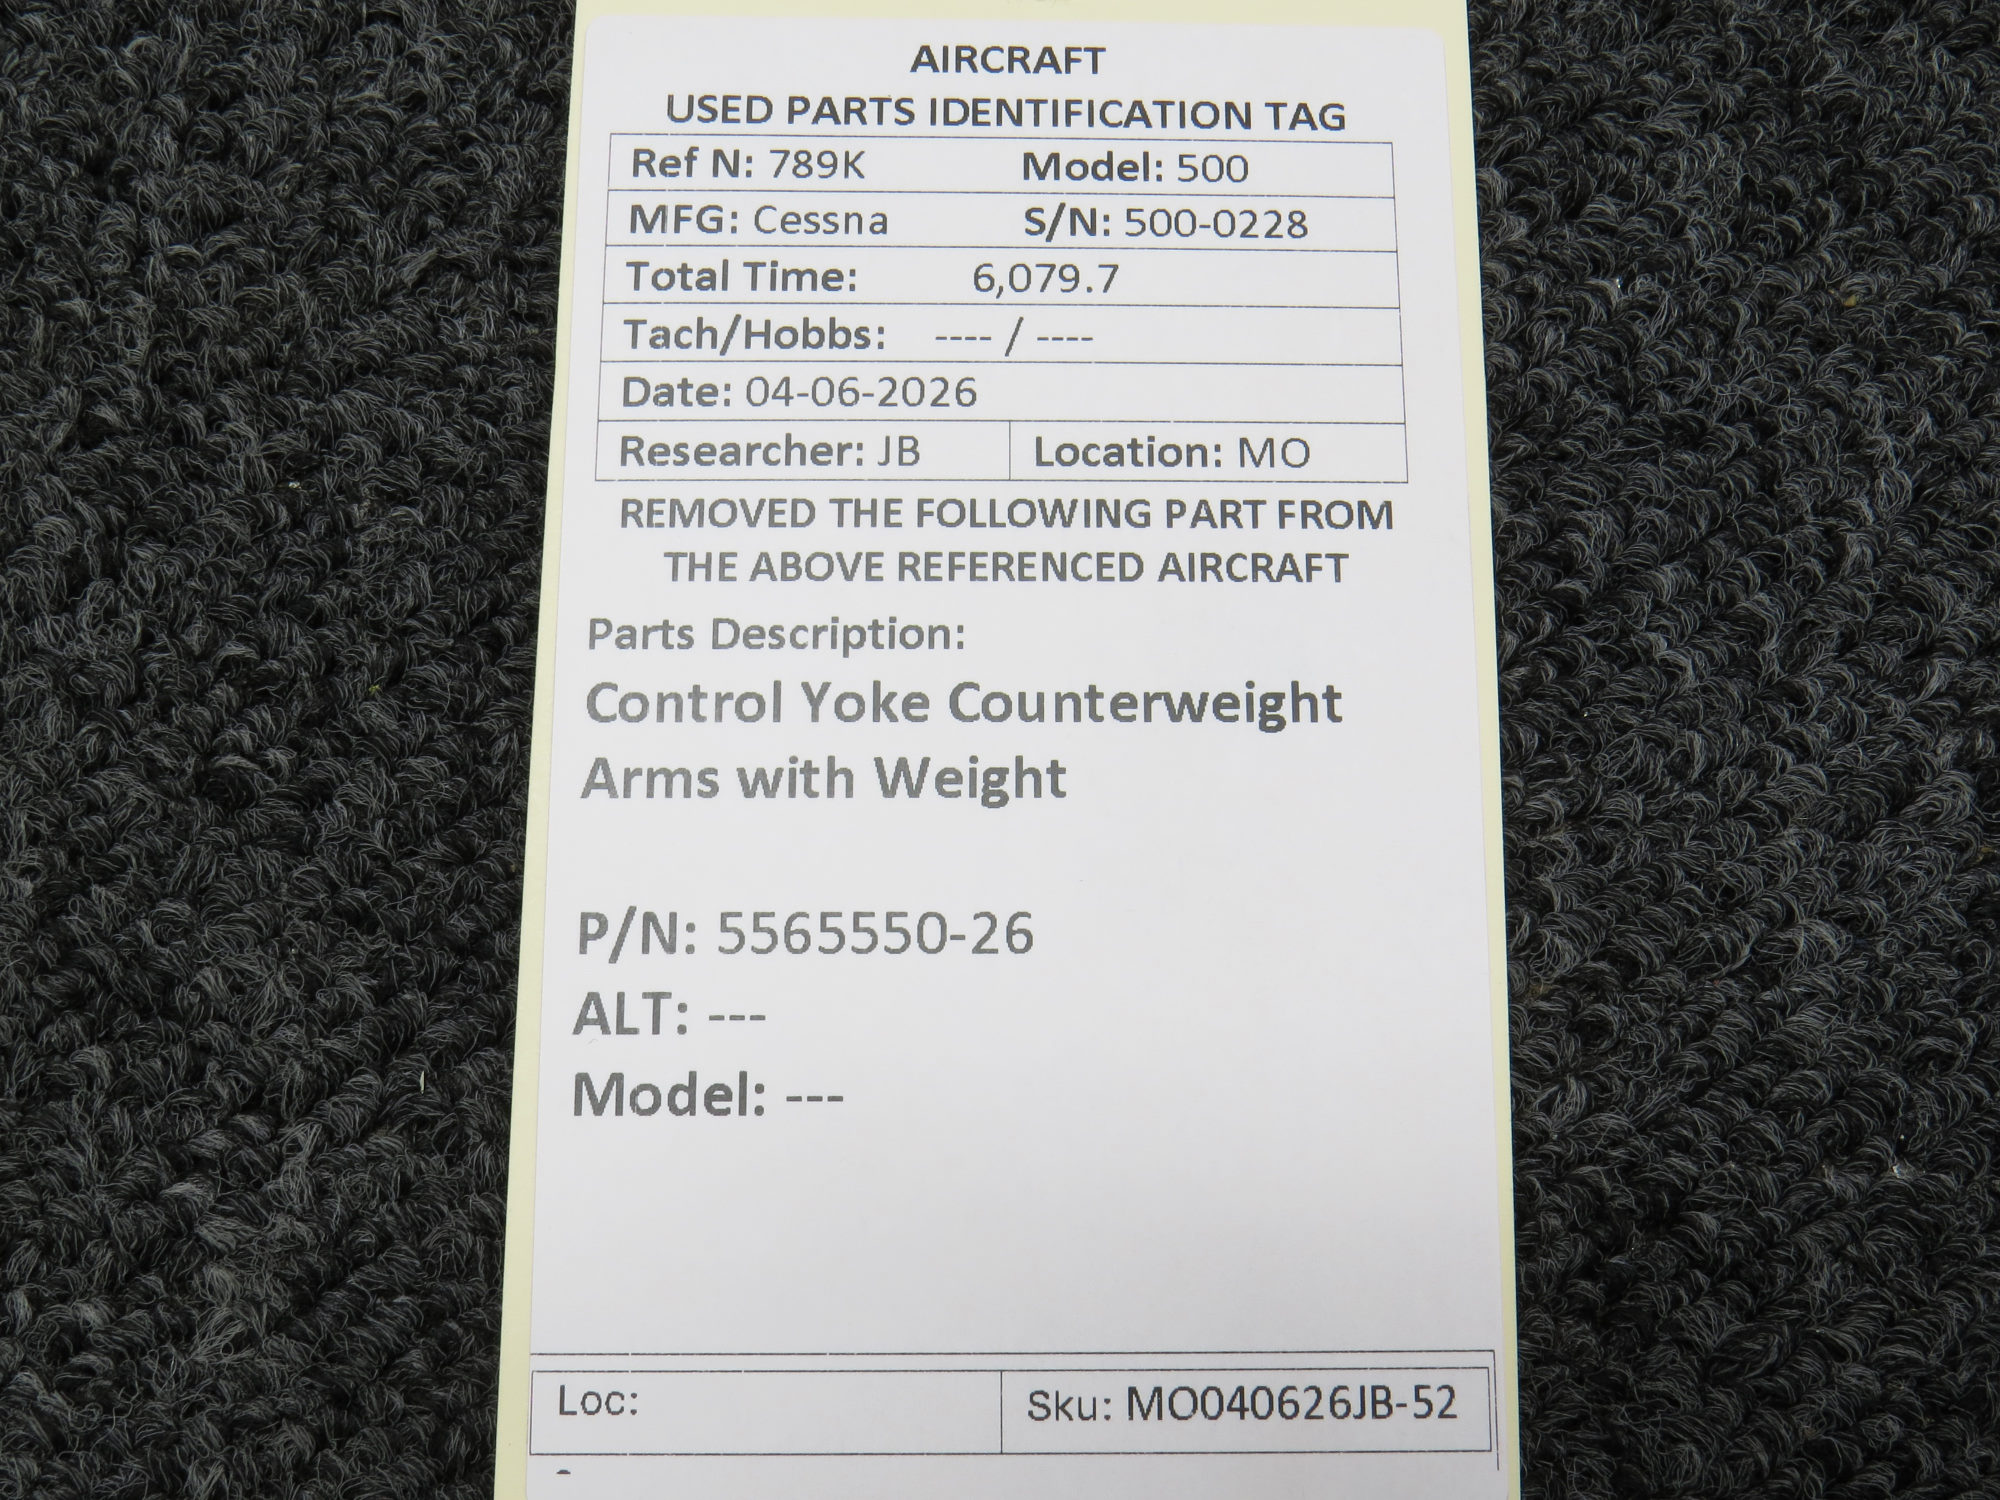 AIRCRAFT
USED PARTS IDENTIFICATION TAG
Ref N: 789K Model: 500
MFG: Cessna S/N: 500-0228
Total Time: 6,079.7
Tach/Hobbs: ---- / ----
Date: 04-06-2026
Researcher: JB Location: MO
REMOVED THE FOLLOWING PART FROM
THE ABOVE REFERENCED AIRCRAFT
Parts Description:
Control Yoke Counterweight
Arms with Weight
P/N: 5565550-26
ALT: ---
Model: ---
Loc: Sku: MO040626JB-52